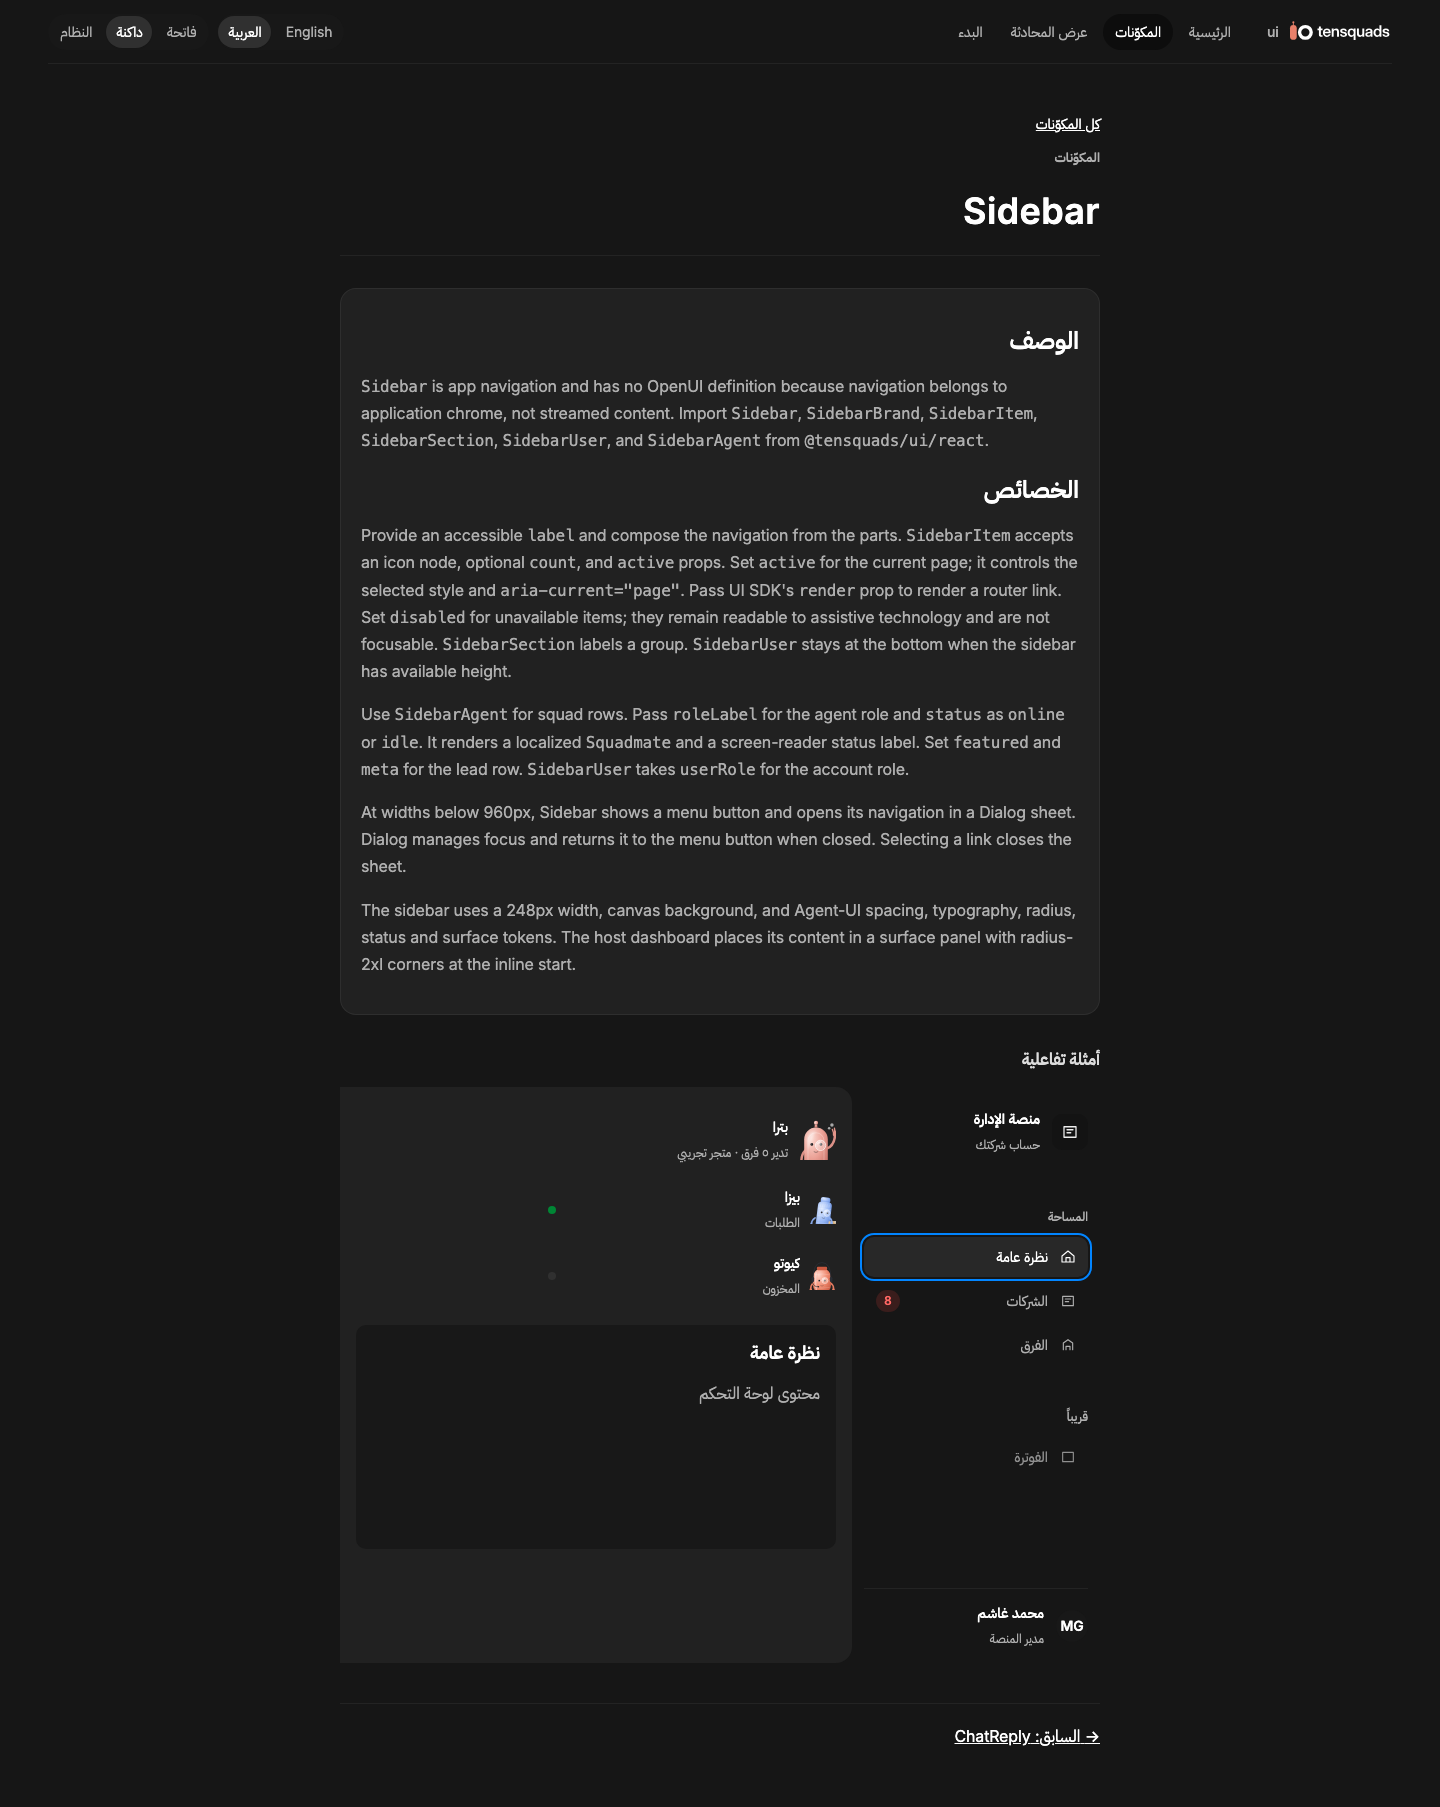 tensquads ui
الرئيسية
المكوّنات
عرض المحادثة
البدء
English
العربية
فاتحة
داكنة
النظام
كل المكوّنات
المكوّنات
Sidebar
الوصف
Sidebar is app navigation and has no OpenUI definition because navigation belongs to
application chrome, not streamed content. Import Sidebar, SidebarBrand, SidebarItem,
SidebarSection, SidebarUser, and SidebarAgent from @tensquads/ui/react.
الخصائص
Provide an accessible label and compose the navigation from the parts. SidebarItem accepts
an icon node, optional count, and active props. Set active for the current page; it controls the
selected style and aria-current="page". Pass UI SDK's render prop to render a router link.
Set disabled for unavailable items; they remain readable to assistive technology and are not
focusable. SidebarSection labels a group. SidebarUser stays at the bottom when the sidebar
has available height.
Use SidebarAgent for squad rows. Pass roleLabel for the agent role and status as online
or idle. It renders a localized Squadmate and a screen-reader status label. Set featured and
meta for the lead row. SidebarUser takes userRole for the account role.
At widths below 960px, Sidebar shows a menu button and opens its navigation in a Dialog sheet.
Dialog manages focus and returns it to the menu button when closed. Selecting a link closes the
sheet.
The sidebar uses a 248px width, canvas background, and Agent-UI spacing, typography, radius,
status and surface tokens. The host dashboard places its content in a surface panel with radius-
2xl corners at the inline start.
أمثلة تفاعلية
منصة الإدارة
حساب شركتك
المساحة
نظرة عامة
الشركات 8
الفرق
قريباً
الفوترة
محمد غاشم
مدير المنصة
MG
بترا
تدير ٥ فرق · متجر تجريبي
بيزا
الطلبات
كيوتو
المخزون
نظرة عامة
محتوى لوحة التحكم
→ السابق: ChatReply